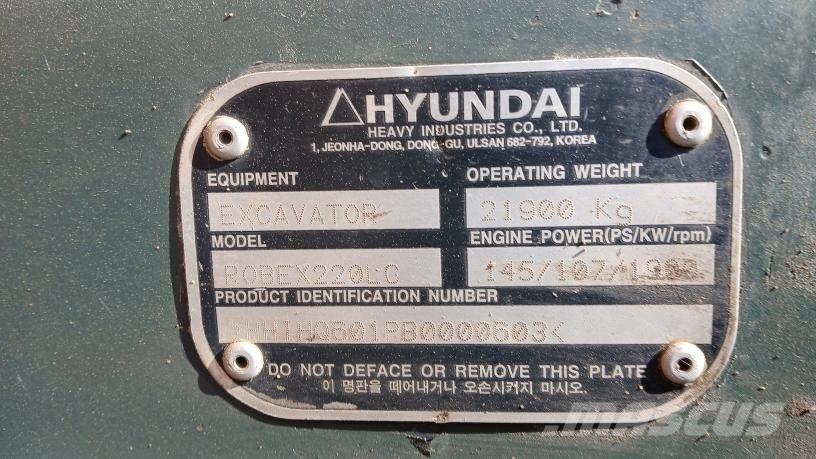 HYUNDAI
HEAVY INDUSTRIES CO., LTD.
1, JEONHA-DONG, DONG-GU, ULSAN 682-792, KOREA
EQUIPMENT
OPERATING WEIGHT
EXCAVATOR
21900 Kg
MODEL
ENGINE POWER(PS/KW/rpm)
ROBEX220LC
PRODUCT IDENTIFICATION NUMBER
DO NOT DEFACE OR REMOVE THIS PLATE
이 명판을 떼어내거나 오손시키지 마시오.
mascus